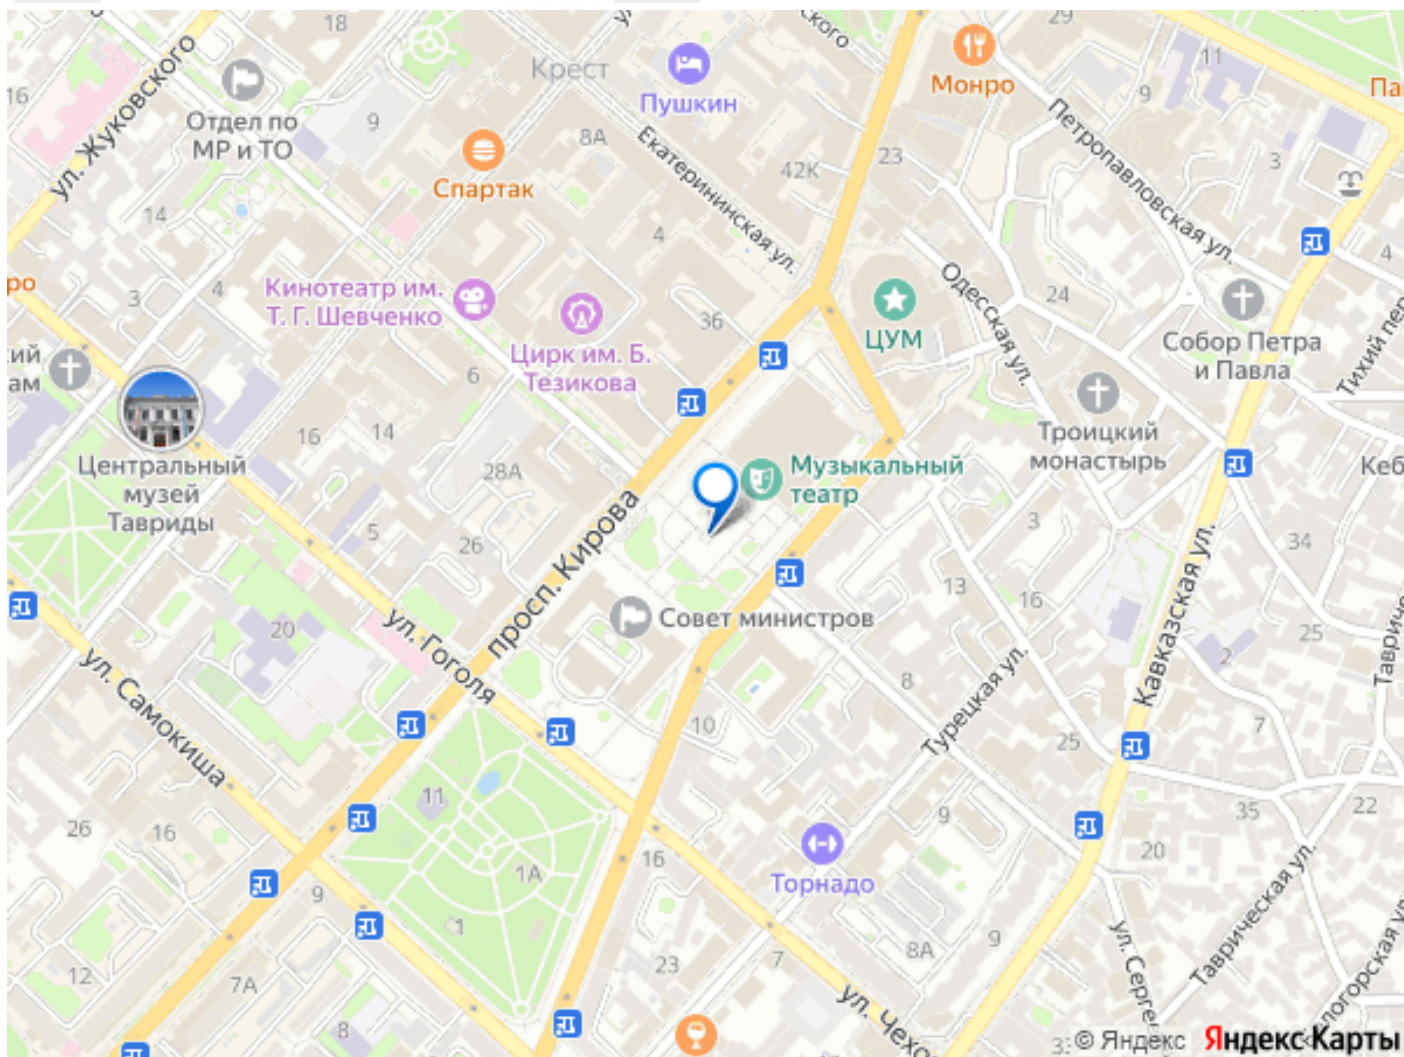 18
29
11
16
ул. Жуковского
Крест
Пушкин
Монро
9
Отдел по
МР и ТО
9
8А
Екатерининская ул.
42К
23
Петропавловская ул.
3
Спартак
14
4
4
3
4
Кинотеатр им.
Т. Г. Шевченко
36
ЦУМ
Одесская ул.
24
Собор Петра
и Павла
Цирк им. Б.
Тезикова
6
Троицкий
монастырь
16
14
28А
Центральный
музей
Тавриды
Музыкальный
театр
5
26
просп. Кирова
3
34
13
16
Кавказская ул.
20
ул. Гоголя
Совет министров
25
2
8
7
ул. Самокиша
10
Турецкая ул.
25
11
35
22
26
16
9
20
1А
16
Торнадо
9
1
Таврическая ул.
12
7А
23
7
8А
9
8
© Яндекс
Яндекс Карты